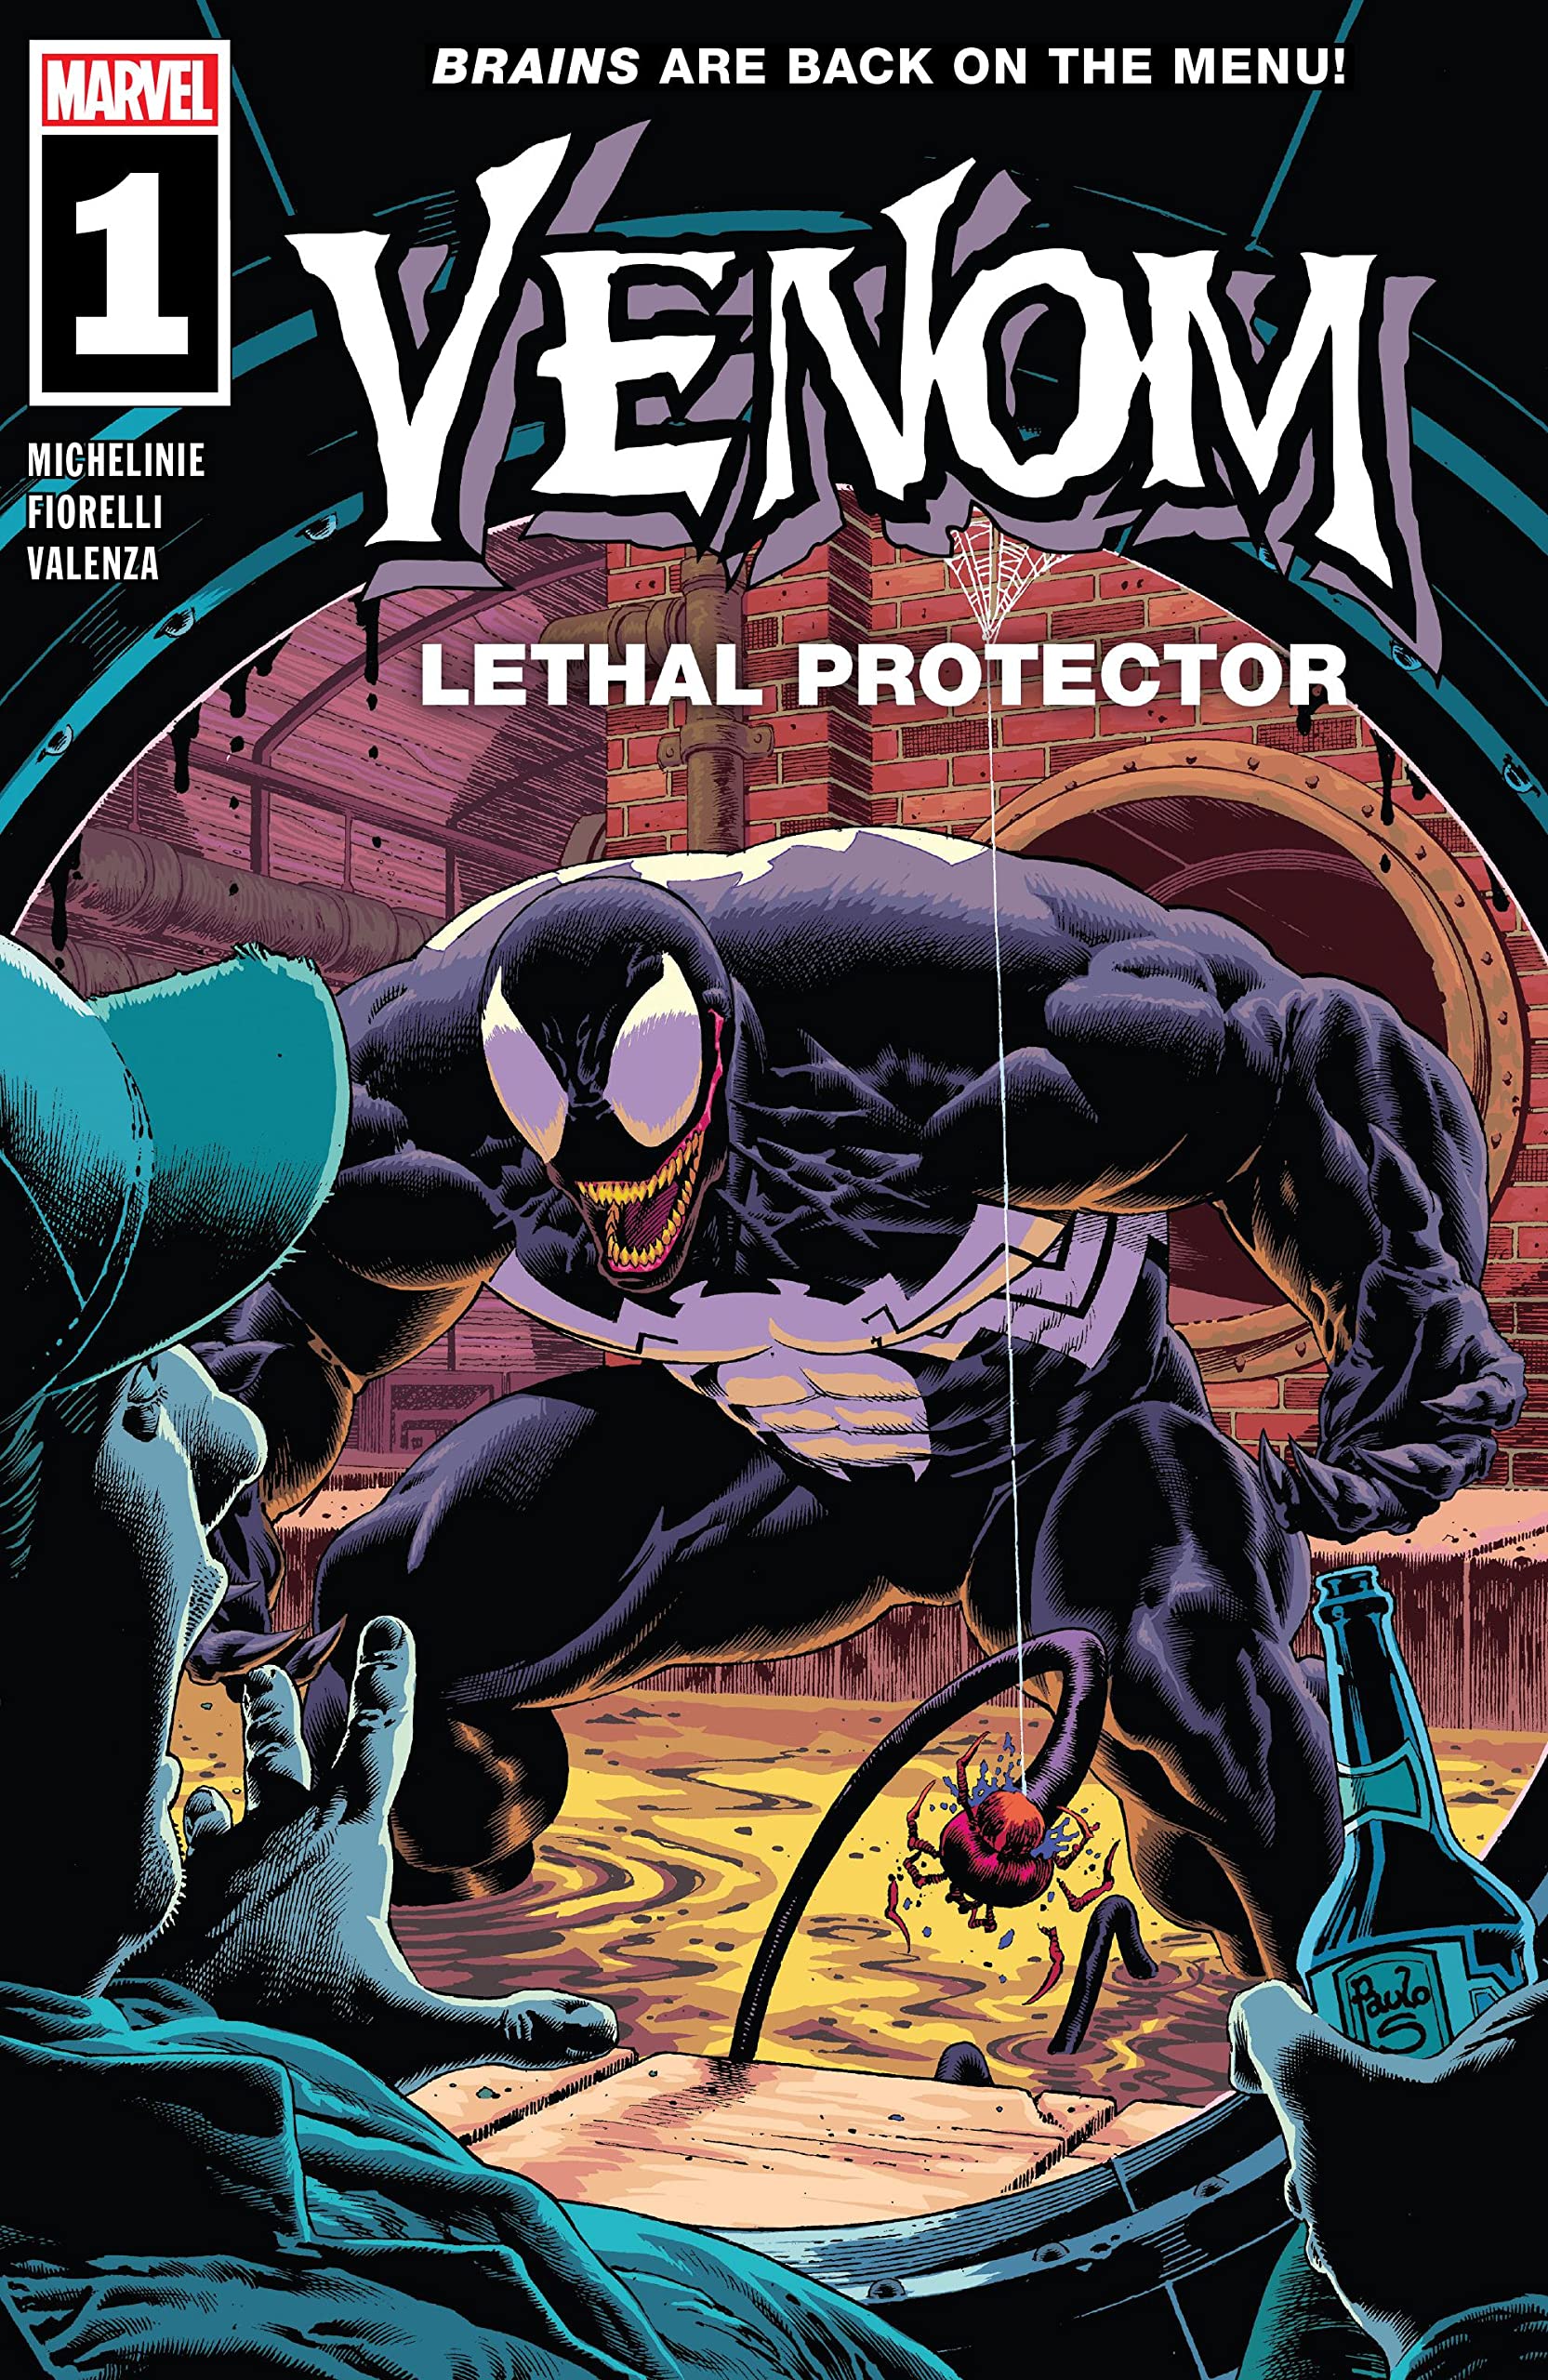 BRAINS ARE BACK ON THE MENU!
MARVEL
1
VENOM
MICHELINIE
FIORELLI
VALENZA
LETHAL PROTECTOR
Paulo
S